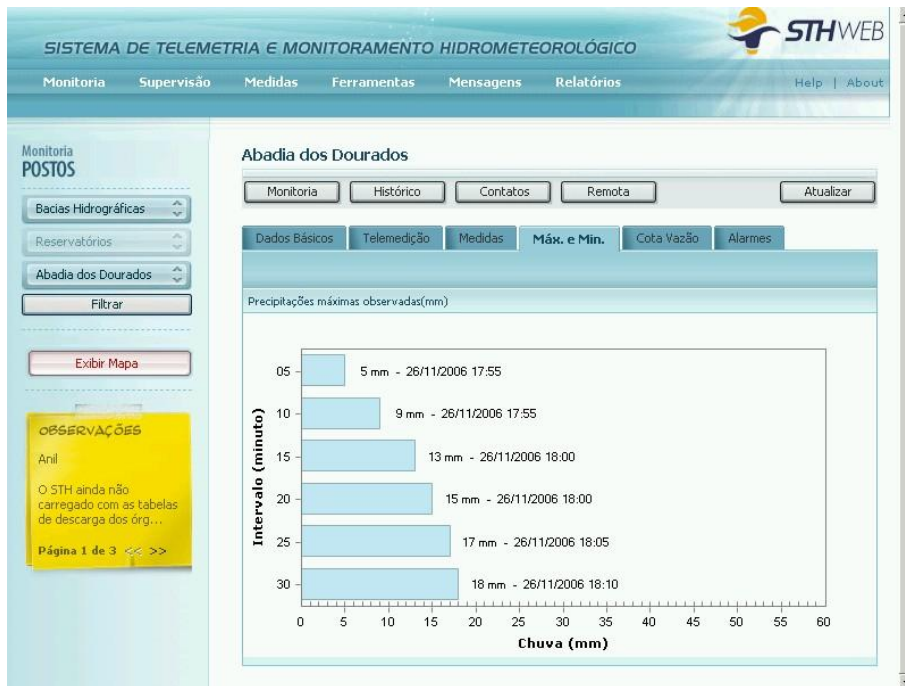 SISTEMA DE TELEMETRIA E MONITORAMENTO HIDROMETEOROLÓGICO
STHWEB
Monitoria Supervisão Medidas Ferramentas Mensagens Relatórios Help | About
Monitoria
POSTOS
Bacias Hidrográficas
Reservatórios
Abadia dos Dourados
Filtrar
Exibir Mapa
OBSERVAÇÕES
Anil
O STH ainda não
carregado com as tabelas
de descarga dos órg...
Página 1 de 3 << >>
Abadia dos Dourados
Monitoria Histórico Contatos Remota Atualizar
Dados Básicos Telemedição Medidas Máx. e Min. Cota Vazão Alarmes
Precipitações máximas observadas(mm)
Intervalo (minuto)
05 5 mm - 26/11/2006 17:55
10 9 mm - 26/11/2006 17:55
15 13 mm - 26/11/2006 18:00
20 15 mm - 26/11/2006 18:00
25 17 mm - 26/11/2006 18:05
30 18 mm - 26/11/2006 18:10
0 5 10 15 20 25 30 35 40 45 50 55 60
Chuva (mm)